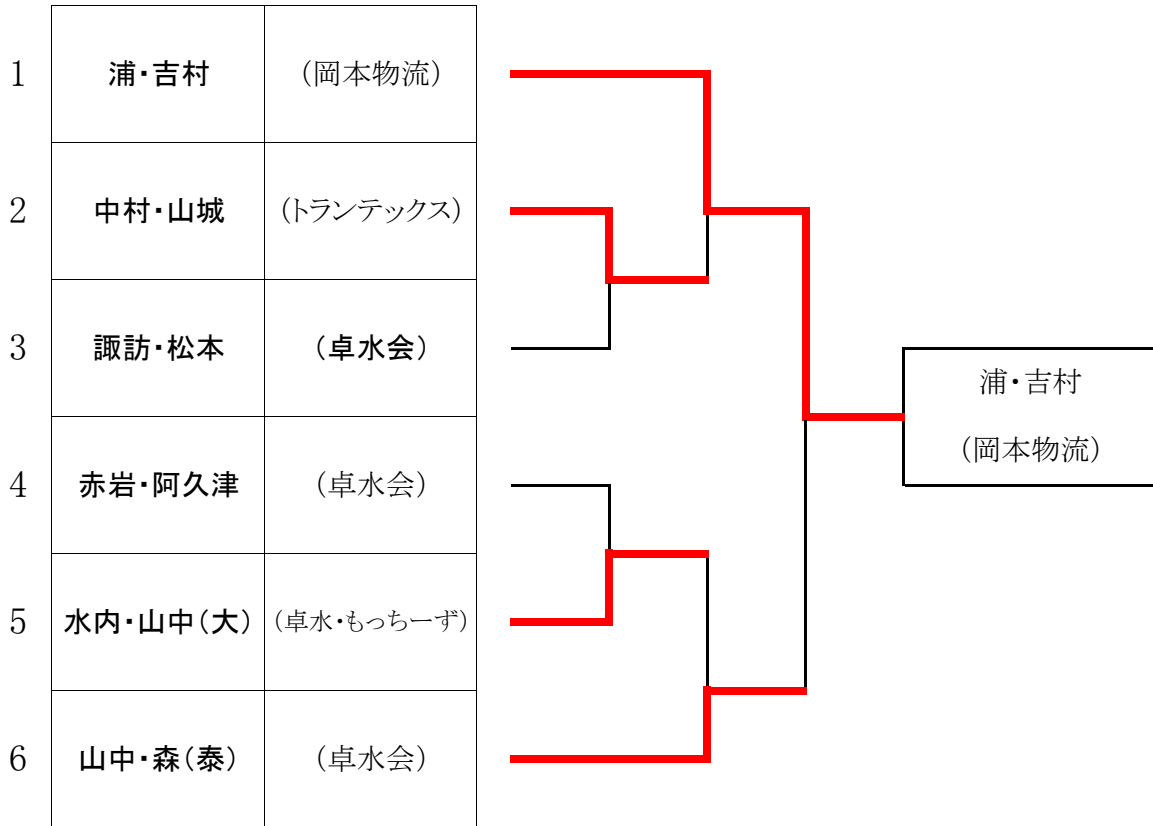 1 浦・吉村 (岡本物流)
2 中村・山城 (トランテックス)
3 諏訪・松本 (卓水会)
浦・吉村
(岡本物流)
4 赤岩・阿久津 (卓水会)
5 水内・山中(大) (卓水・もっちーず)
6 山中・森(泰) (卓水会)